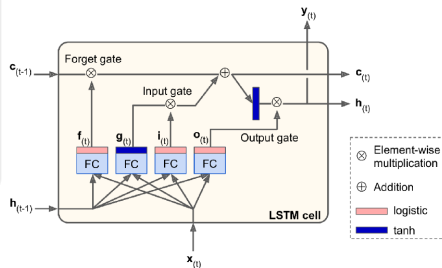 y(t)
Forget gate
c(t-1)
c(t)
Input gate
h(t)
f(t)
g(t)
i(t)
o(t)
Output gate
FC
FC
FC
FC
Element-wise
multiplication
Addition
h(t-1)
LSTM cell
logistic
tanh
x(t)